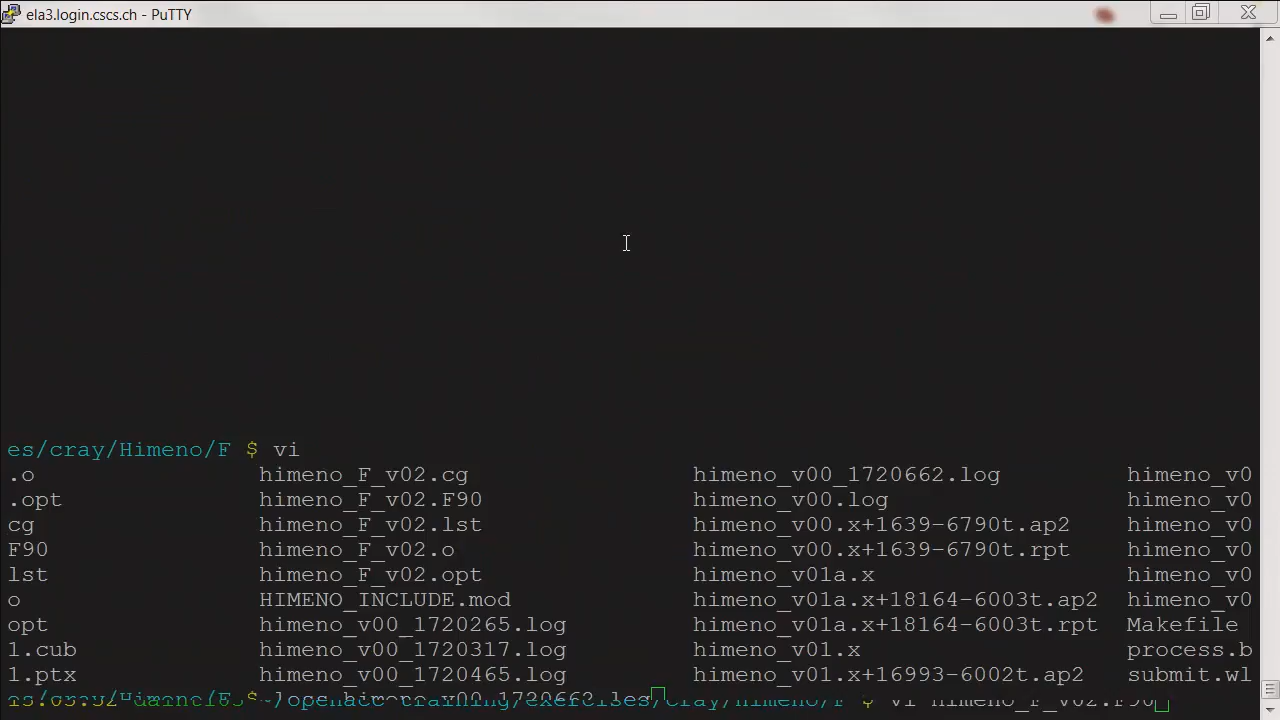 ela3.login.cscs.ch - PuTTY
es/cray/Himeno/F $ vi
.o himeno_F_v02.cg himeno_v00_1720662.log himeno_v0
.opt himeno_F_v02.F90 himeno_v00.log himeno_v0
cg himeno_F_v02.lst himeno_v00.x+1639-6790t.ap2 himeno_v0
F90 himeno_F_v02.o himeno_v00.x+1639-6790t.rpt himeno_v0
lst himeno_F_v02.opt himeno_v01a.x himeno_v0
o HIMENO_INCLUDE.mod himeno_v01a.x+18164-6003t.ap2 himeno_v0
opt himeno_v00_1720265.log himeno_v01a.x+18164-6003t.rpt Makefile
1.cub himeno_v00_1720317.log himeno_v01.x process.b
1.ptx himeno_v00_1720465.log himeno_v01.x+16993-6002t.ap2 submit.wl
$ vi himeno_F_v02.F90